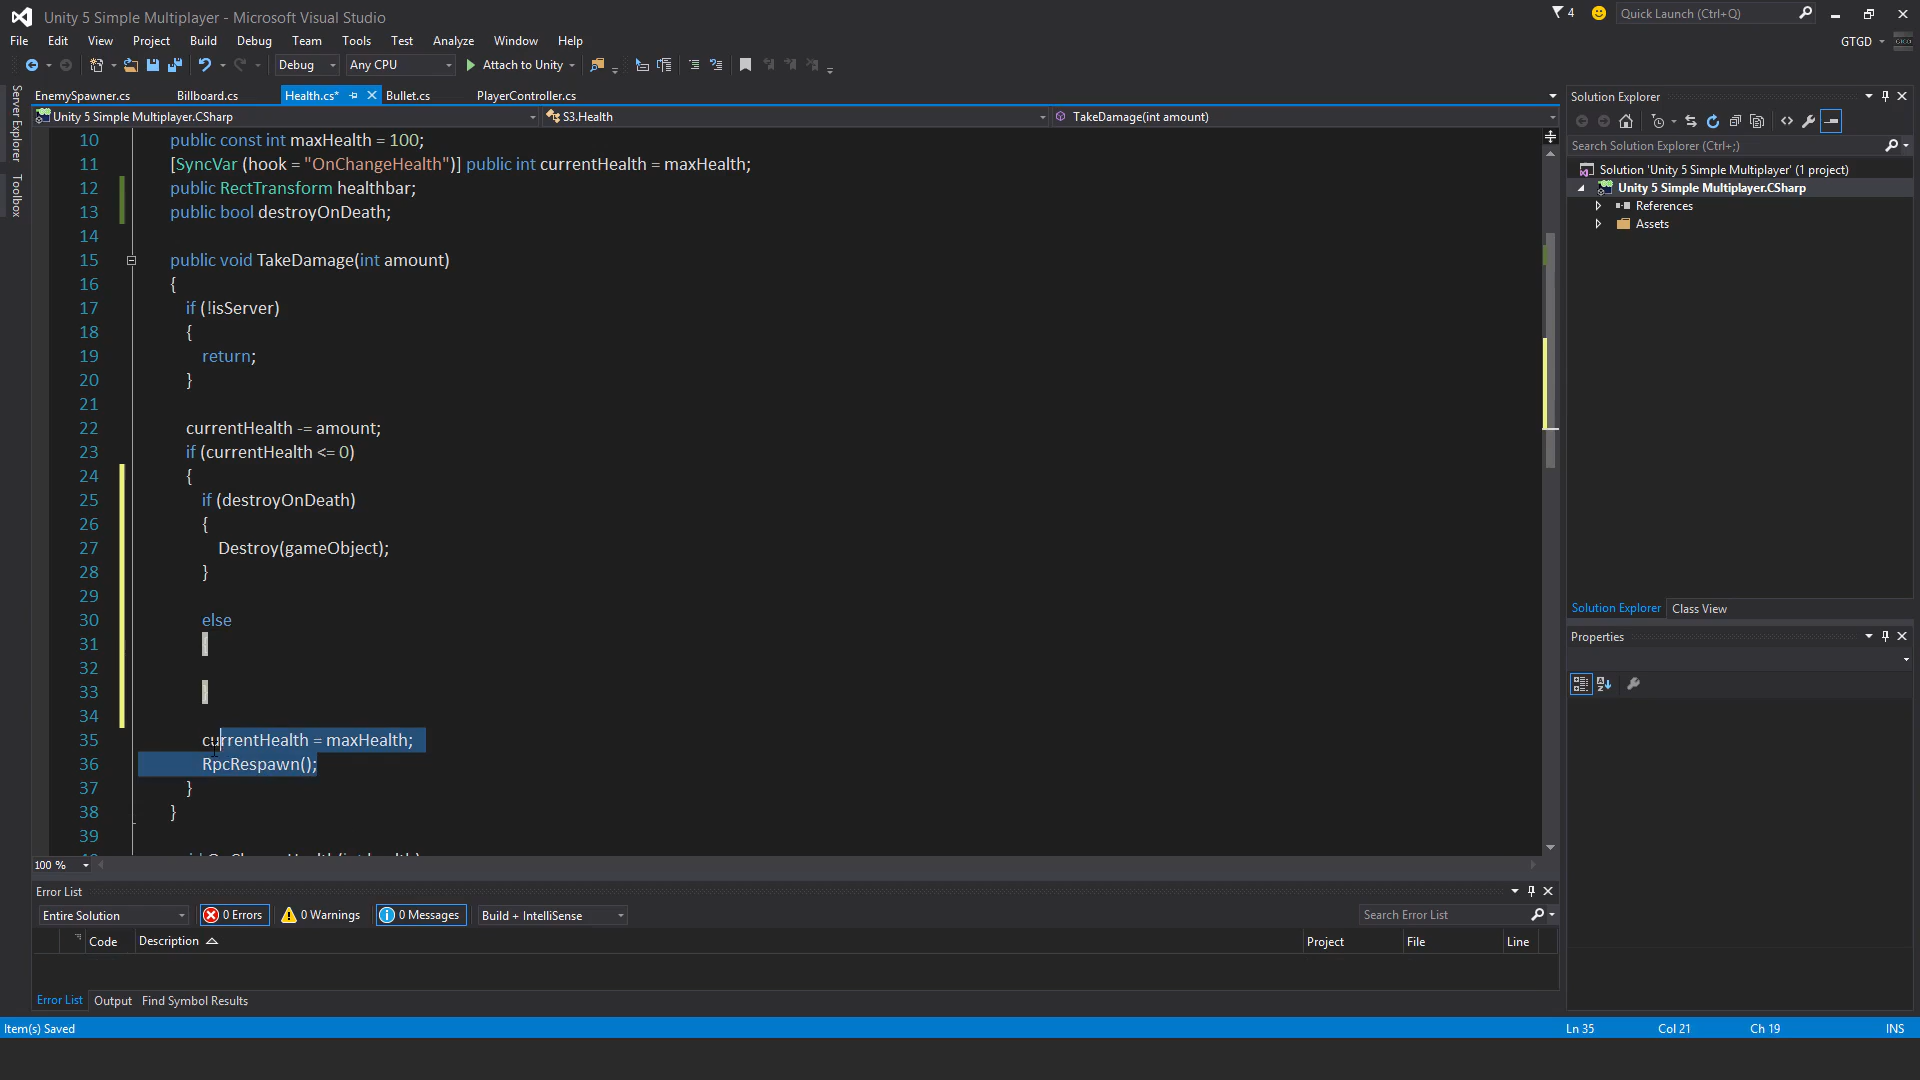 Unity 5 Simple Multiplayer - Microsoft Visual Studio
4
Quick Launch (Ctrl+Q)
File Edit View Project Build Debug Team Tools Test Analyze Window Help
GTGD
Debug
Any CPU
Attach to Unity
Server Explorer
Toolbox
EnemySpawner.cs Billboard.cs Health.cs* Bullet.cs PlayerController.cs
Unity 5 Simple Multiplayer.CSharp
S3.Health
TakeDamage(int amount)
10 public const int maxHealth = 100;
11 [SyncVar (hook = "OnChangeHealth")] public int currentHealth = maxHealth;
12 public RectTransform healthbar;
13 public bool destroyOnDeath;
14
15 public void TakeDamage(int amount)
16 {
17 if (!isServer)
18 {
19 return;
20 }
21
22 currentHealth -= amount;
23 if (currentHealth <= 0)
24 {
25 if (destroyOnDeath)
26 {
27 Destroy(gameObject);
28 }
29
30 else
31 {
32
33 }
34
35 currentHealth = maxHealth;
36 RpcRespawn();
37 }
38 }
39
100 %
Solution Explorer
Search Solution Explorer (Ctrl+;)
Solution 'Unity 5 Simple Multiplayer' (1 project)
Unity 5 Simple Multiplayer.CSharp
References
Assets
Solution Explorer Class View
Properties
Error List
Entire Solution
0 Errors
0 Warnings
0 Messages
Build + IntelliSense
Search Error List
Code Description Project File Line
Error List Output Find Symbol Results
Item(s) Saved
Ln 35 Col 21 Ch 19 INS